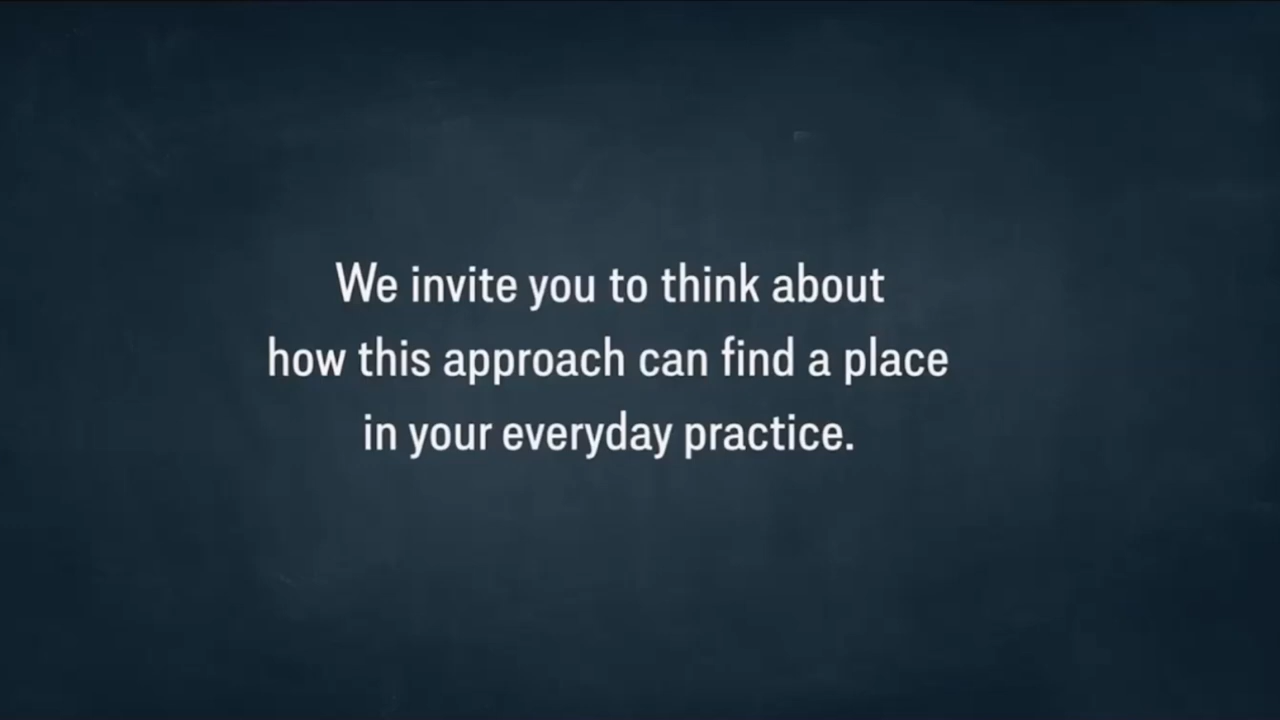 We invite you to think about
how this approach can find a place
in your everyday practice.